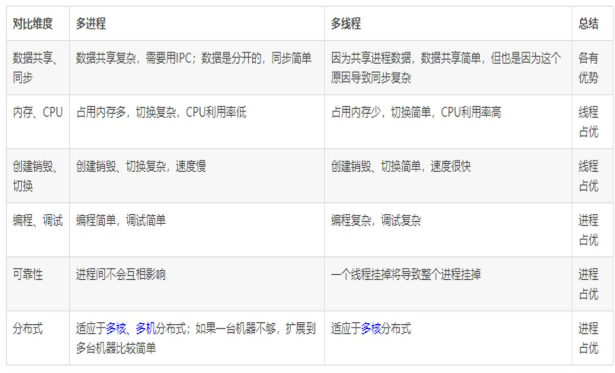 对比维度 多进程 多线程 总结
数据共享、同步 数据共享复杂，需要用IPC；数据是分开的，同步简单 因为共享进程数据，数据共享简单，但也是因为这个原因导致同步复杂 各有优势
内存、CPU 占用内存多，切换复杂，CPU利用率低 占用内存少，切换简单，CPU利用率高 线程占优
创建销毁、切换 创建销毁、切换复杂，速度慢 创建销毁、切换简单，速度很快 线程占优
编程、调试 编程简单，调试简单 编程复杂，调试复杂 进程占优
可靠性 进程间不会互相影响 一个线程挂掉将导致整个进程挂掉 进程占优
分布式 适应于多核、多机分布式；如果一台机器不够，扩展到多台机器比较简单 适应于多核分布式 进程占优